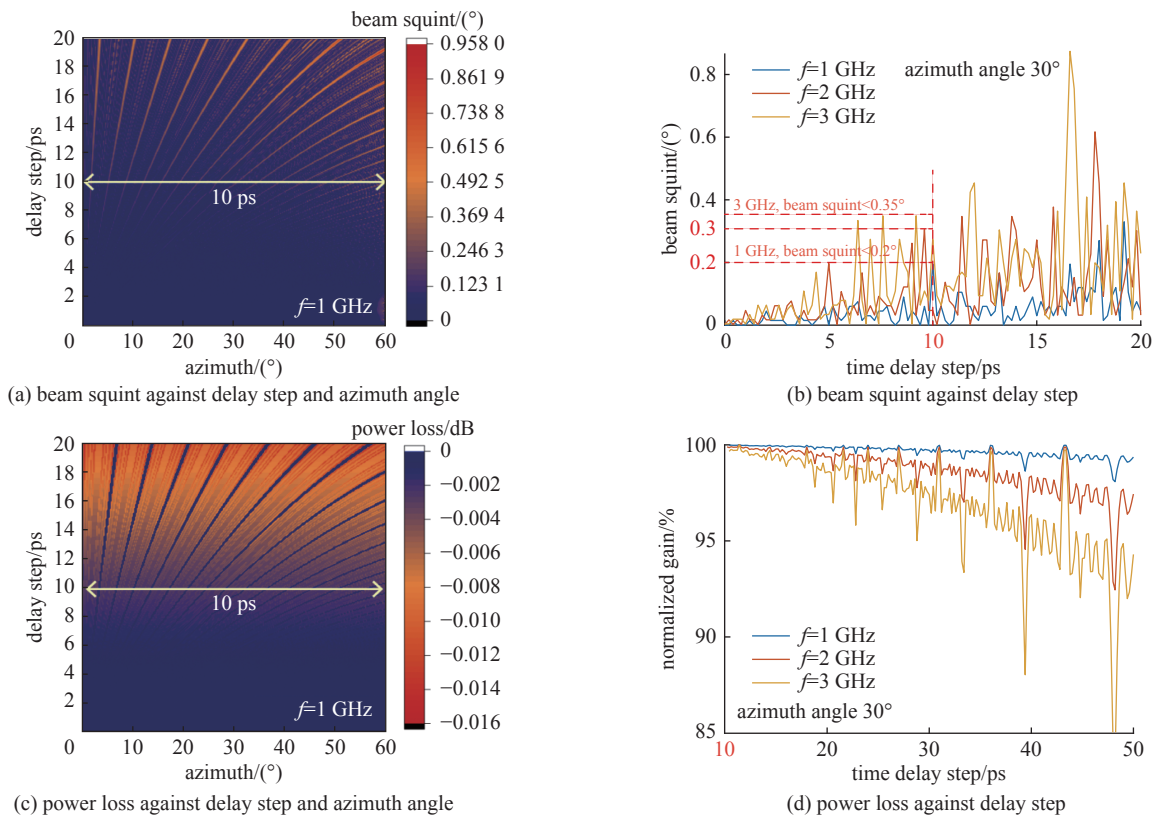 beam squint/(°)
20
18
16
14
12
10
8
6
4
2
delay step/ps
10 ps
f=1 GHz
0 10 20 30 40 50 60
azimuth/(°)
0.958 0
0.861 9
0.738 8
0.615 7
0.492 5
0.369 4
0.246 3
0.123 1
0
(a) beam squint against delay step and azimuth angle
0.8
0.6
0.4
0.3
0.2
0
beam squint/(°)
f=1 GHz
f=2 GHz
f=3 GHz
azimuth angle 30°
3 GHz, beam squint<0.35°
1 GHz, beam squint<0.2°
0 5 10 15 20
time delay step/ps
(b) beam squint against delay step
power loss/dB
20
18
16
14
12
10
8
6
4
2
delay step/ps
10 ps
f=1 GHz
0 10 20 30 40 50 60
azimuth/(°)
0
−0.002
−0.004
−0.006
−0.008
−0.010
−0.012
−0.014
−0.016
(c) power loss against delay step and azimuth angle
100
95
90
85
normalized gain/%
f=1 GHz
f=2 GHz
f=3 GHz
azimuth angle 30°
10 20 30 40 50
time delay step/ps
(d) power loss against delay step